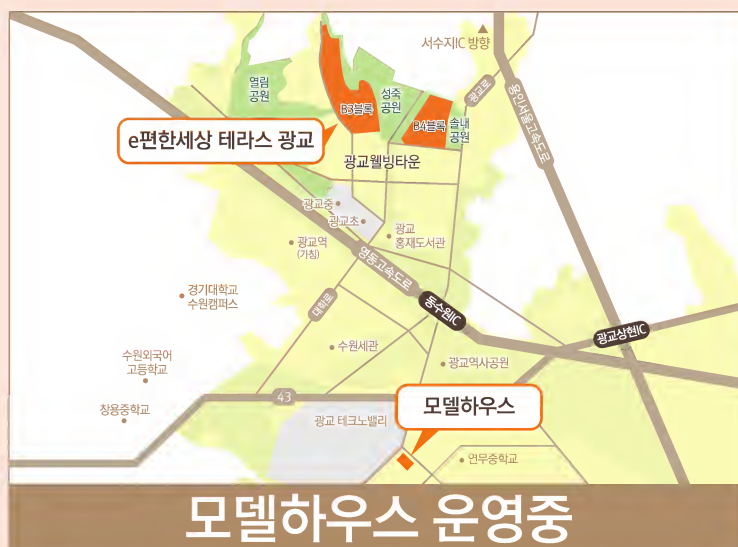 서수지IC 방향
열림
공원
성죽
공원
광교로
B3블록
B4블록
솔내
공원
용인서울고속도로
e편한세상 테라스 광교
광교웰빙타운
광교중
광교초
광교
홍재도서관
광교역
(가칭)
영동고속도로
경기대학교
수원캠퍼스
대학로
동수원IC
광교상현IC
수원세관
수원외국어
고등학교
광교역사공원
43
창용중학교
모델하우스
광교 테크노밸리
연무중학교
모델하우스 운영중